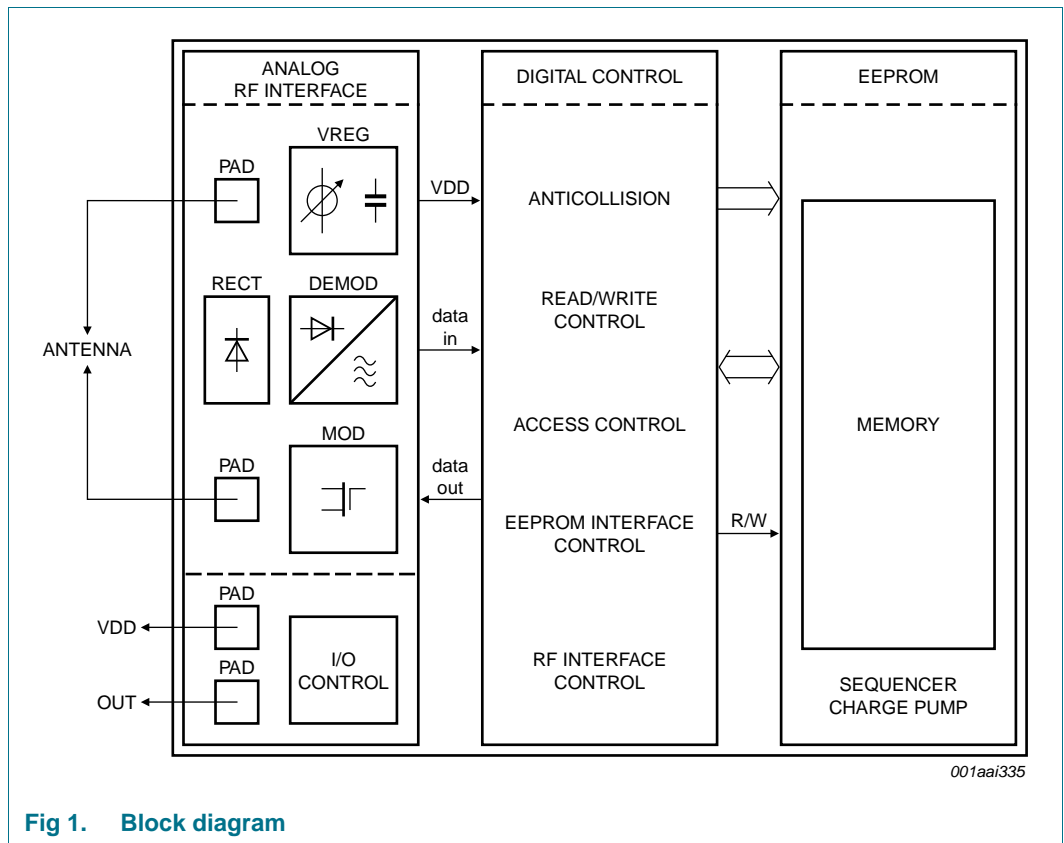 ANALOG
RF INTERFACE
VREG
PAD
RECT
DEMOD
ANTENNA
MOD
PAD
PAD
VDD
PAD
OUT
I/O
CONTROL
VDD
data
in
data
out
DIGITAL CONTROL
ANTICOLLISION
READ/WRITE
CONTROL
ACCESS CONTROL
EEPROM INTERFACE
CONTROL
RF INTERFACE
CONTROL
R/W
EEPROM
MEMORY
SEQUENCER
CHARGE PUMP
001aai335
Fig 1. Block diagram